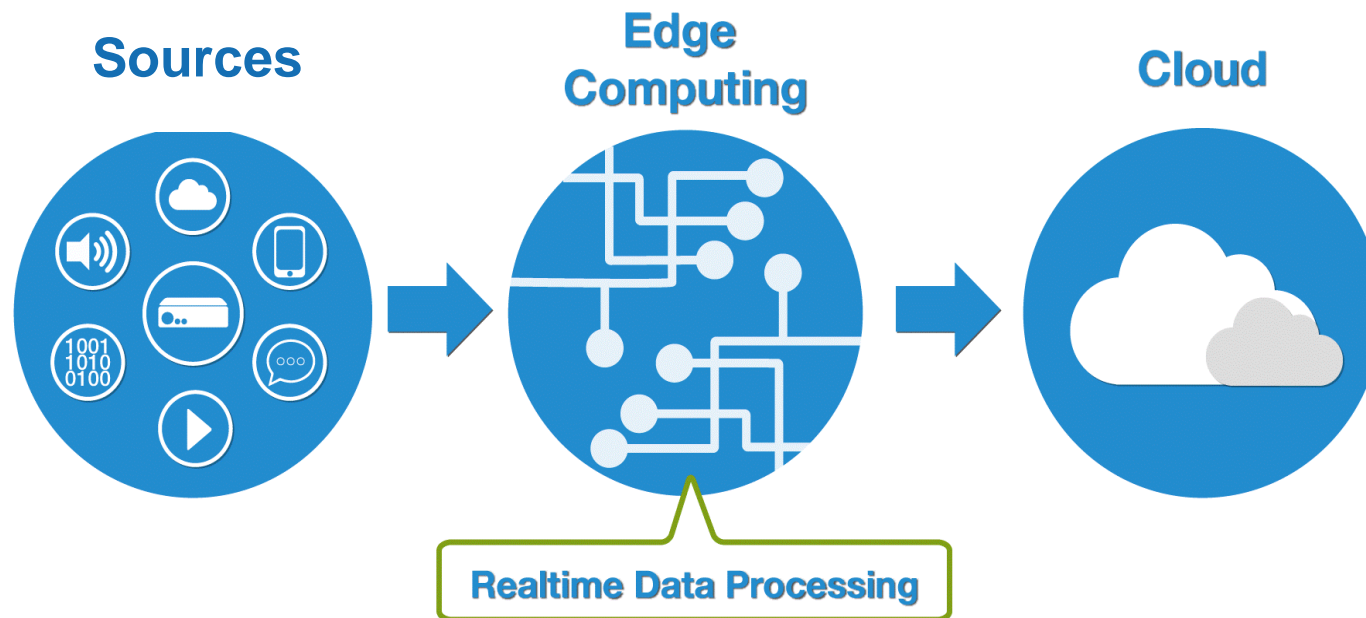 Sources
Edge
Computing
Cloud
1001
1010
0100
Realtime Data Processing